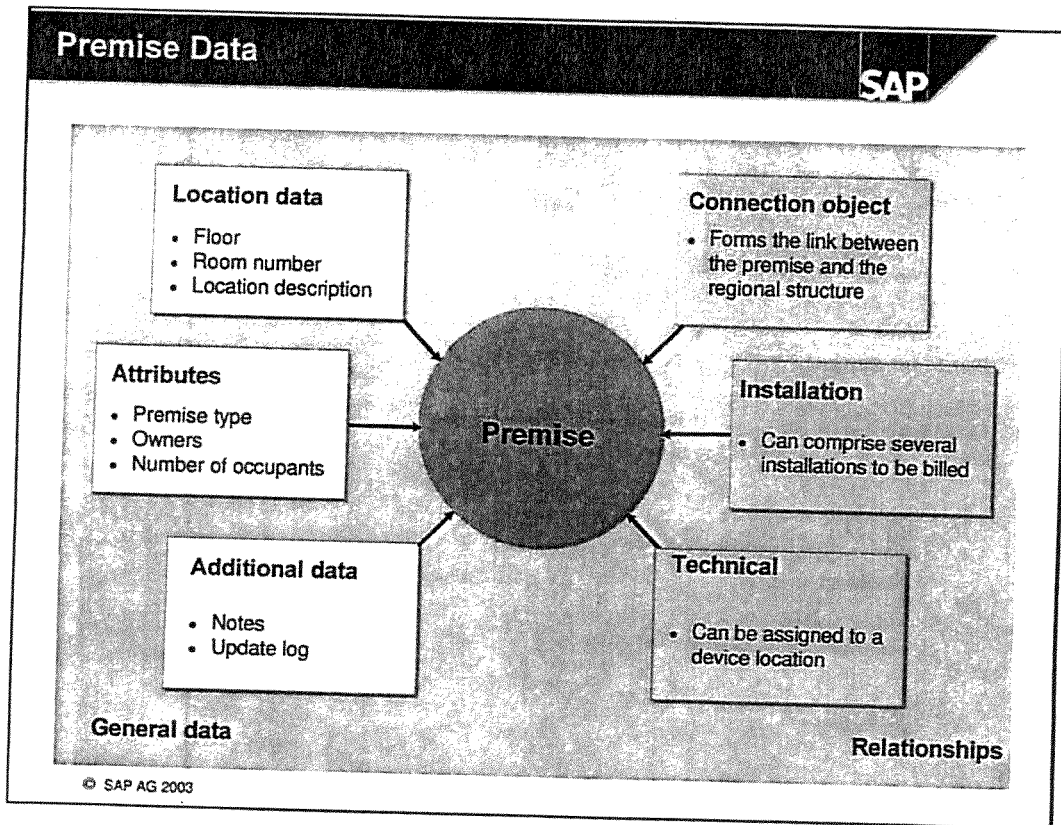 Premise Data
SAP
Location data
• Floor
• Room number
• Location description
Attributes
• Premise type
• Owners
• Number of occupants
Additional data
• Notes
• Update log
General data
Premise
Connection object
• Forms the link between
the premise and the
regional structure
Installation
• Can comprise several
installations to be billed
Technical
• Can be assigned to a
device location
Relationships
© SAP AG 2003